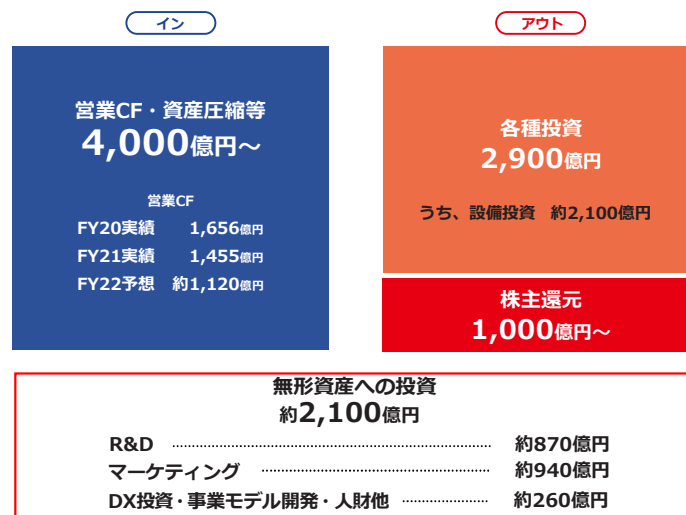 イン
営業CF・資産圧縮等
4,000億円～
営業CF
FY20実績 1,656億円
FY21実績 1,455億円
FY22予想 約1,120億円
アウト
各種投資
2,900億円
うち、設備投資 約2,100億円
株主還元
1,000億円～
無形資産への投資
約2,100億円
R&D 約870億円
マーケティング 約940億円
DX投資・事業モデル開発・人財他 約260億円